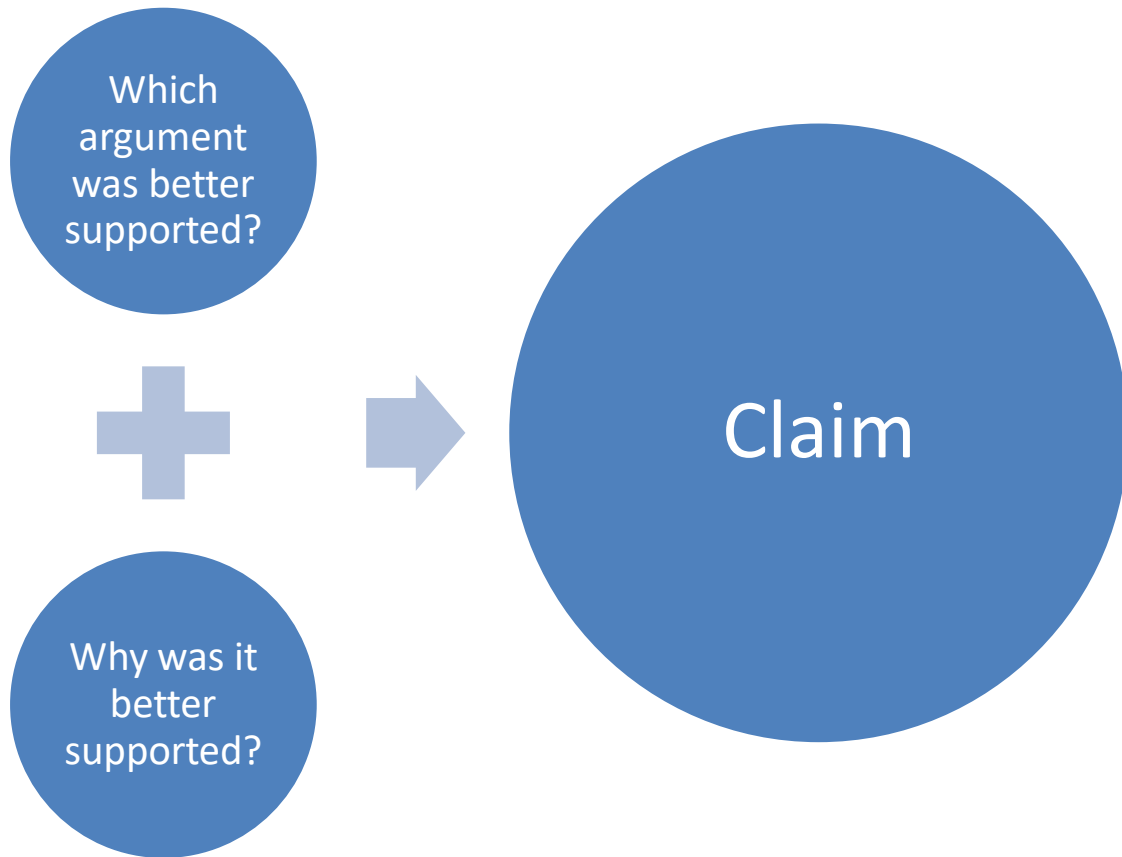 Which
argument
was better
supported?
Why was it
better
supported?
Claim